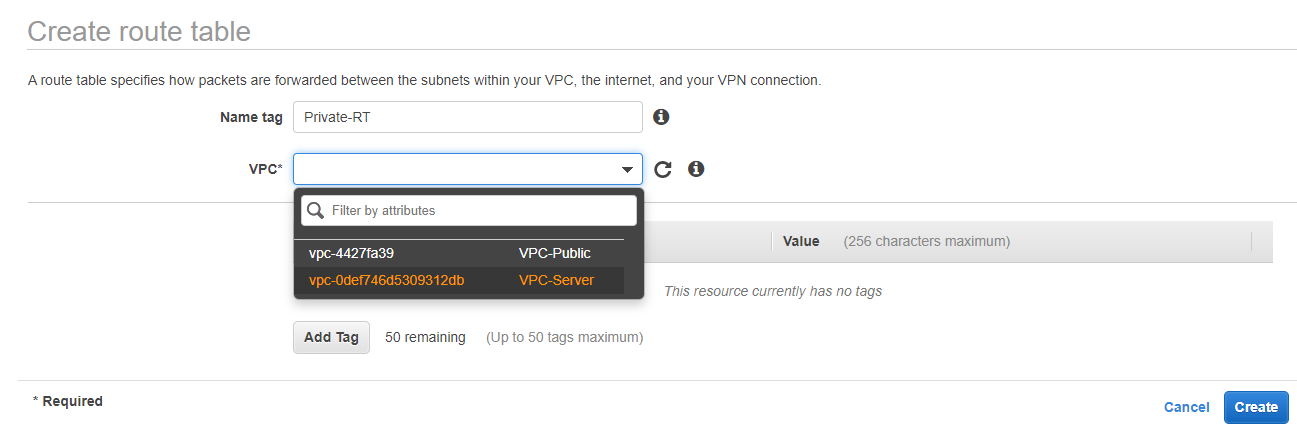 Create route table
A route table specifies how packets are forwarded between the subnets within your VPC, the internet, and your VPN connection.
Name tag Private-RT
VPC*
Filter by attributes
vpc-4427fa39 VPC-Public
Value (256 characters maximum)
vpc-0def746d5309312db VPC-Server
This resource currently has no tags
Add Tag 50 remaining (Up to 50 tags maximum)
* Required
Cancel Create